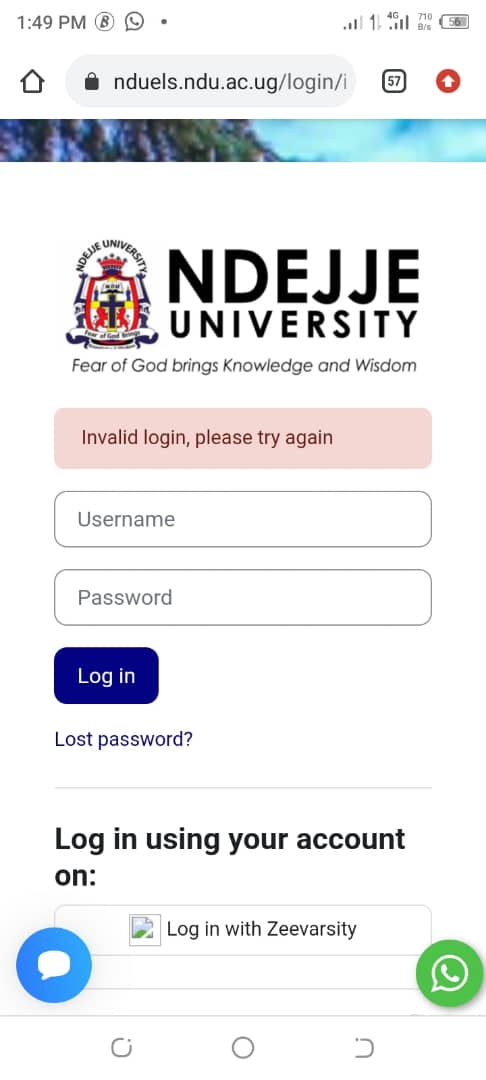 1:49 PM
4G
710
B/s
56
nduels.ndu.ac.ug/login/i
57
NDEJJE UNIVERSITY
NDEJJE
UNIVERSITY
Fear of God brings Knowledge and Wisdom
Invalid login, please try again
Username
Password
Log in
Lost password?
Log in using your account
on:
Log in with Zeevarsity